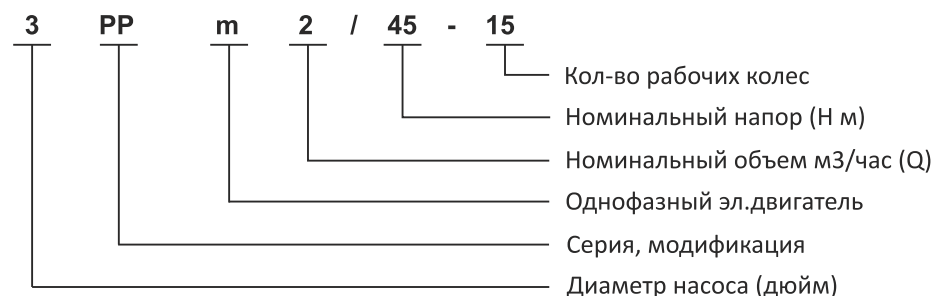 3 PP m 2 / 45 - 15
Кол-во рабочих колес
Номинальный напор (Н м)
Номинальный объем м3/час (Q)
Однофазный эл.двигатель
Серия, модификация
Диаметр насоса (дюйм)